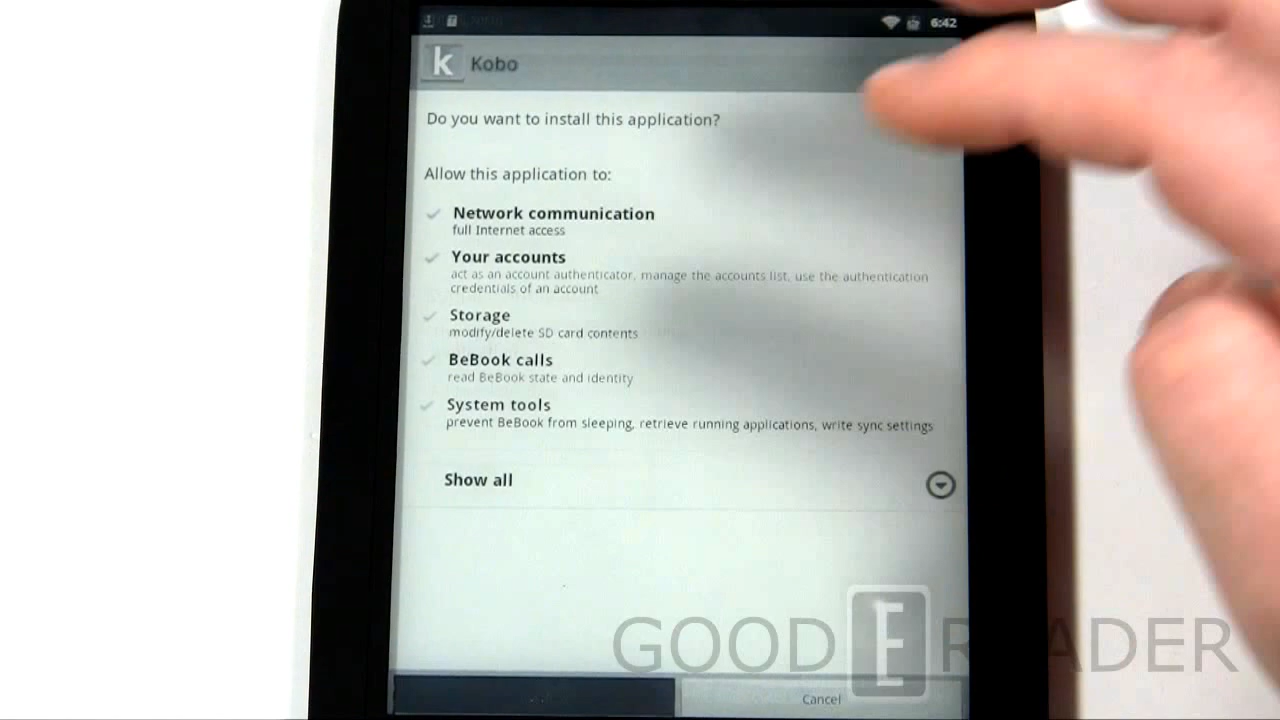 6:42
k Kobo
Do you want to install this application?
Allow this application to:
Network communication
full Internet access
Your accounts
act as an account authenticator, manage the accounts list, use the authentication
credentials of an account
Storage
modify/delete SD card contents
BeBook calls
read BeBook state and identity
System tools
prevent BeBook from sleeping, retrieve running applications, write sync settings
Show all
GOOD E READER
Cancel